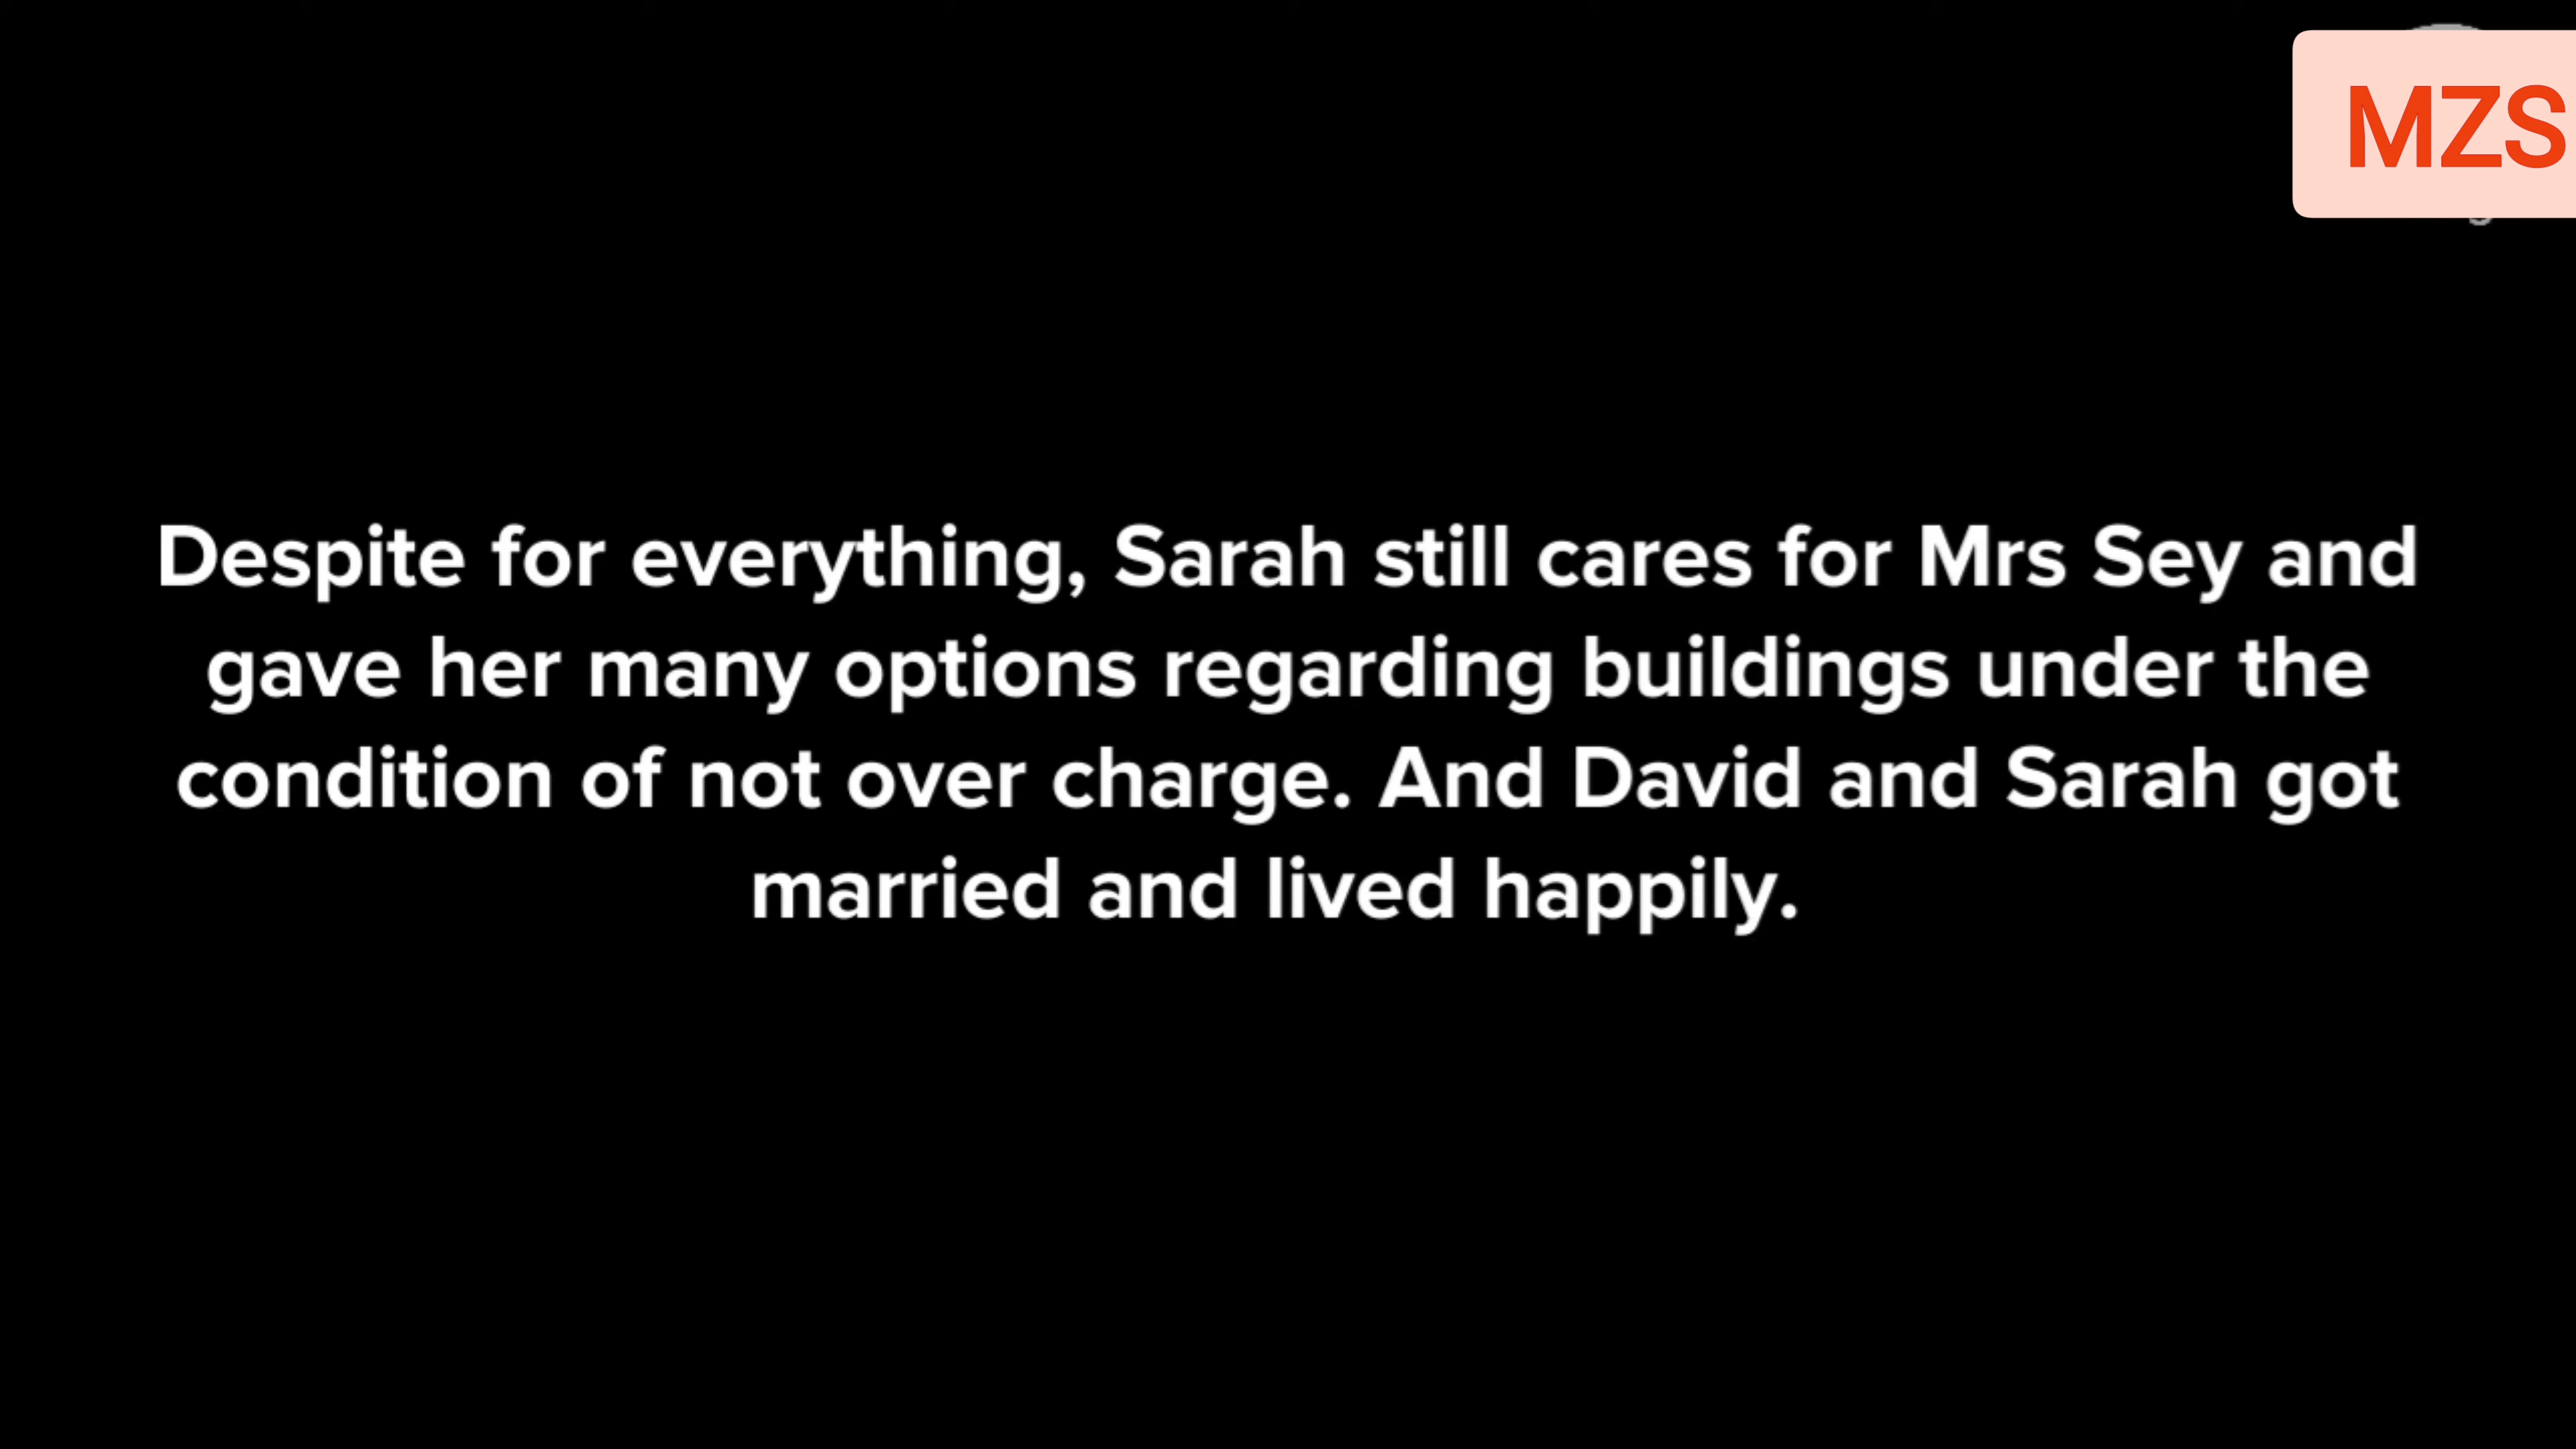 MZS
Despite for everything, Sarah still cares for Mrs Sey and
gave her many options regarding buildings under the
condition of not over charge. And David and Sarah got
married and lived happily.